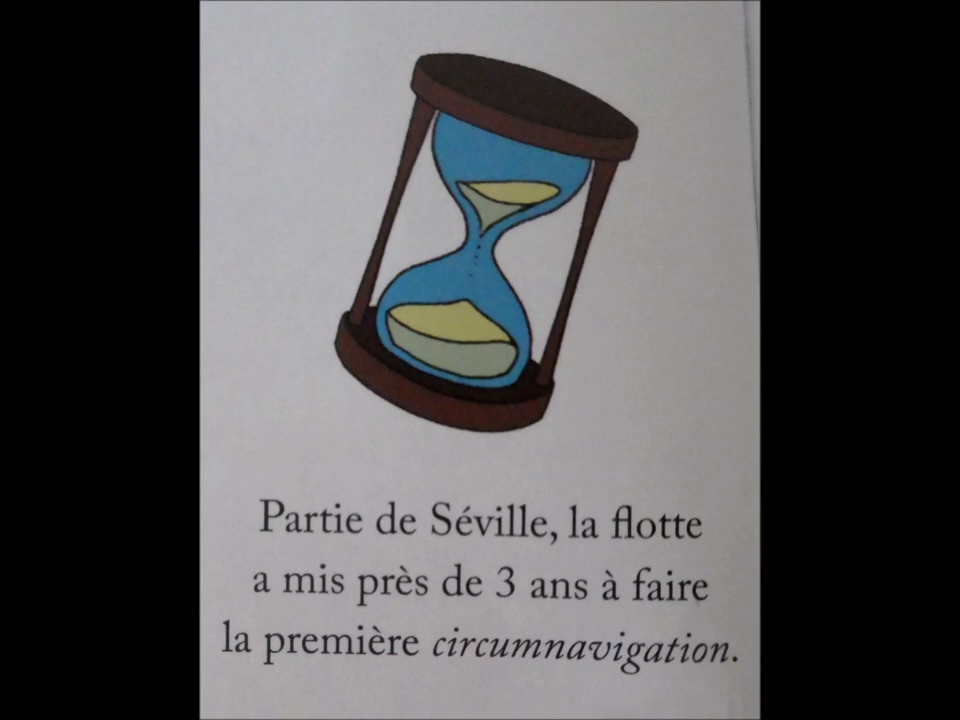 Partie de Séville, la flotte
a mis près de 3 ans à faire
la première circumnavigation.